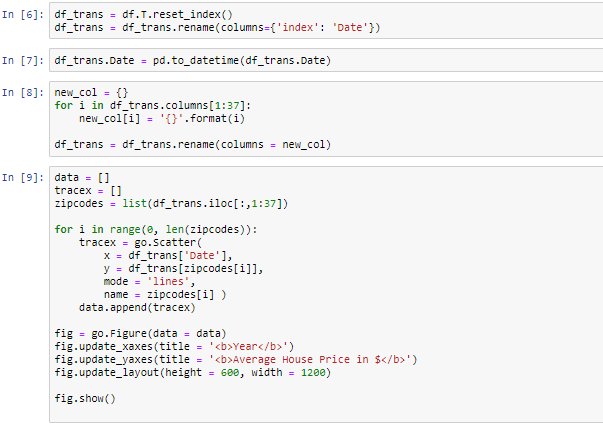 In [6]: df_trans = df.T.reset_index()
df_trans = df_trans.rename(columns={'index': 'Date'})
In [7]: df_trans.Date = pd.to_datetime(df_trans.Date)
In [8]: new_col = {}
for i in df_trans.columns[1:37]:
    new_col[i] = '{}'.format(i)
df_trans = df_trans.rename(columns = new_col)
In [9]: data = []
tracex = []
zipcodes = list(df_trans.iloc[:,1:37])
for i in range(0, len(zipcodes)):
    tracex = go.Scatter(
        x = df_trans['Date'],
        y = df_trans[zipcodes[i]],
        mode = 'lines',
        name = zipcodes[i] )
    data.append(tracex)
fig = go.Figure(data = data)
fig.update_xaxes(title = '<b>Year</b>')
fig.update_yaxes(title = '<b>Average House Price in $</b>')
fig.update_layout(height = 600, width = 1200)
fig.show()